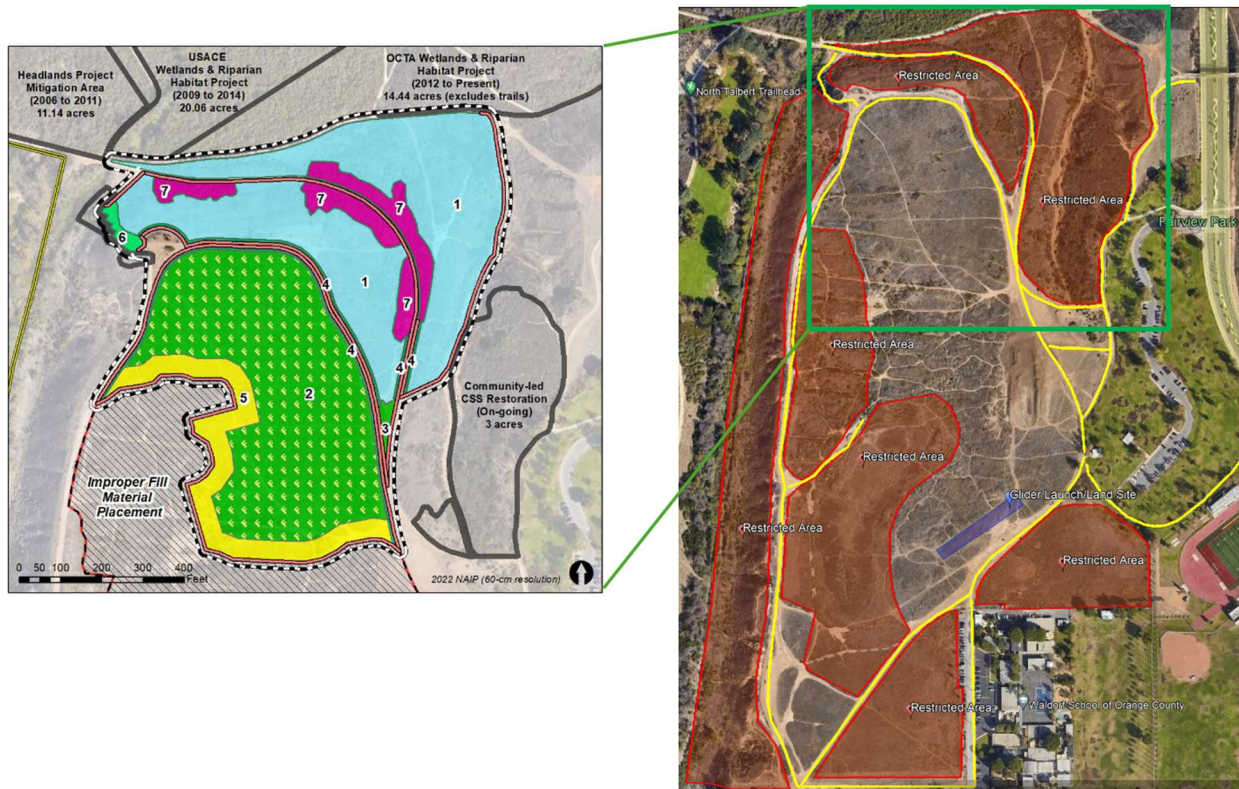 Headlands Project
Mitigation Area
(2006 to 2011)
11.14 acres
USACE
Wetlands & Riparian
Habitat Project
(2009 to 2014)
20.06 acres
OCTA Wetlands & Riparian
Habitat Project
(2012 to Present)
14.44 acres (excludes trails)
7
7
7
1
6
4
1
7
4
4
4
5
2
3
Community-led
CSS Restoration
(On-going)
3 acres
Improper Fill
Material
Placement
0 50 100 200 300 400
Feet
2022 NAIP (60-cm resolution)
Restricted Area
North Talbert Trailhead
Restricted Area
Fairview Park
Restricted Area
Restricted Area
Glider Launch/Land Site
Restricted Area
Restricted Area
Restricted Area
Waldorf School of Orange County